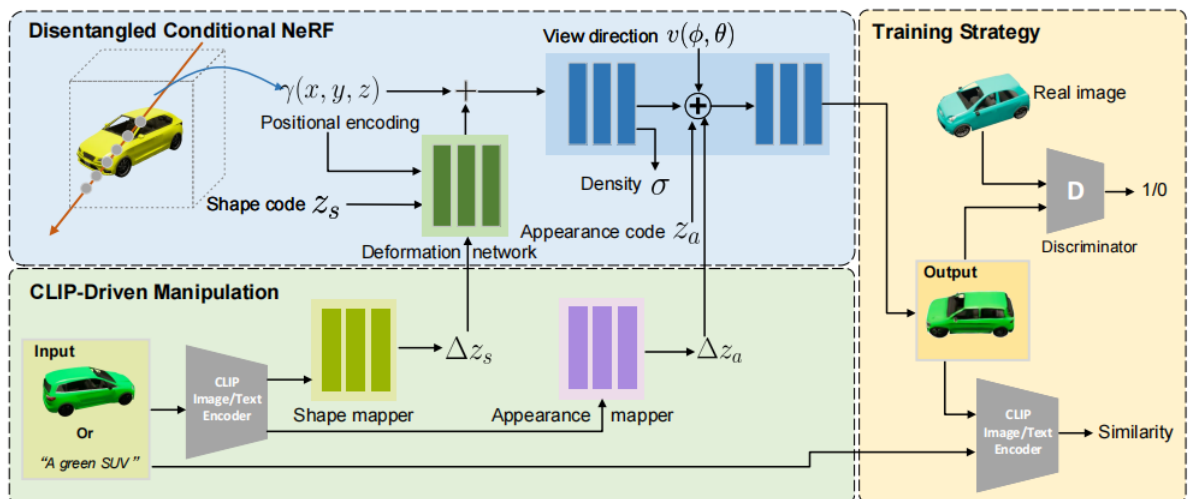 Disentangled Conditional NeRF
View direction v(ϕ, θ)
γ(x, y, z)
+
+
Positional encoding
Shape code z_s
Density σ
Appearance code z_a
Deformation network
CLIP-Driven Manipulation
Input
Or
“A green SUV”
CLIP
Image/Text
Encoder
Shape mapper
Δz_s
Appearance mapper
Δz_a
Training Strategy
Real image
D
1/0
Discriminator
Output
CLIP
Image/Text
Encoder
Similarity